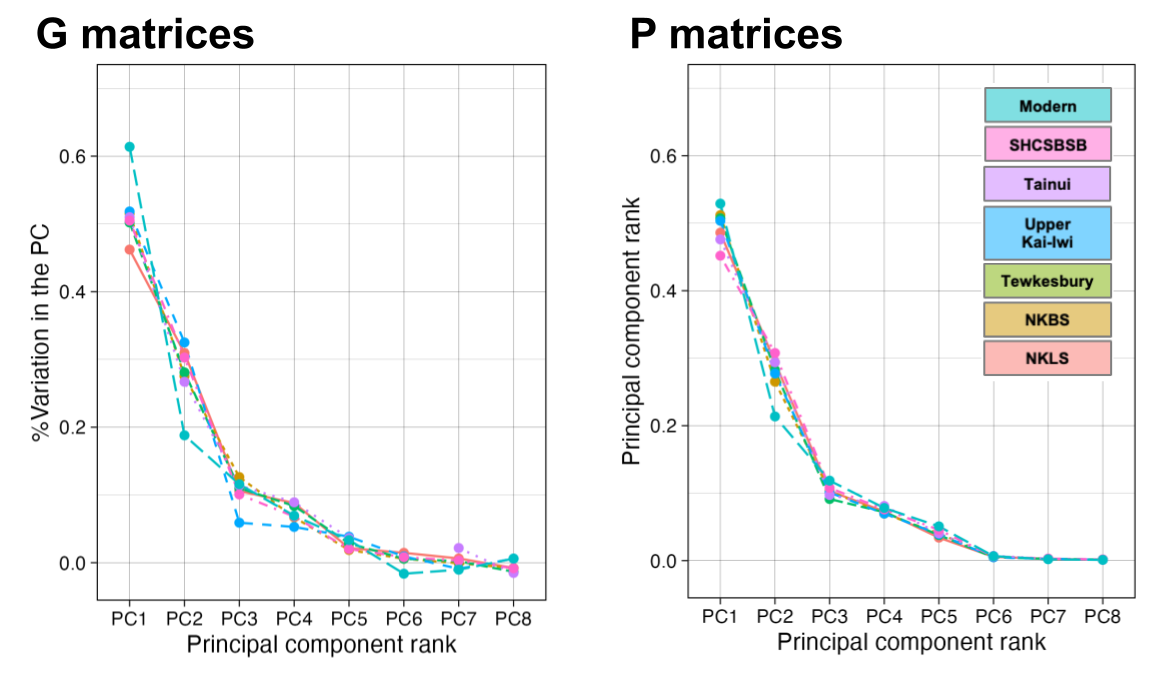 G matrices
%Variation in the PC
0.6
0.4
0.2
0.0
PC1 PC2 PC3 PC4 PC5 PC6 PC7 PC8
Principal component rank
P matrices
Principal component rank
0.6
0.4
0.2
0.0
PC1 PC2 PC3 PC4 PC5 PC6 PC7 PC8
Principal component rank
Modern
SHCSBSB
Tainui
Upper
Kai-Iwi
Tewkesbury
NKBS
NKLS